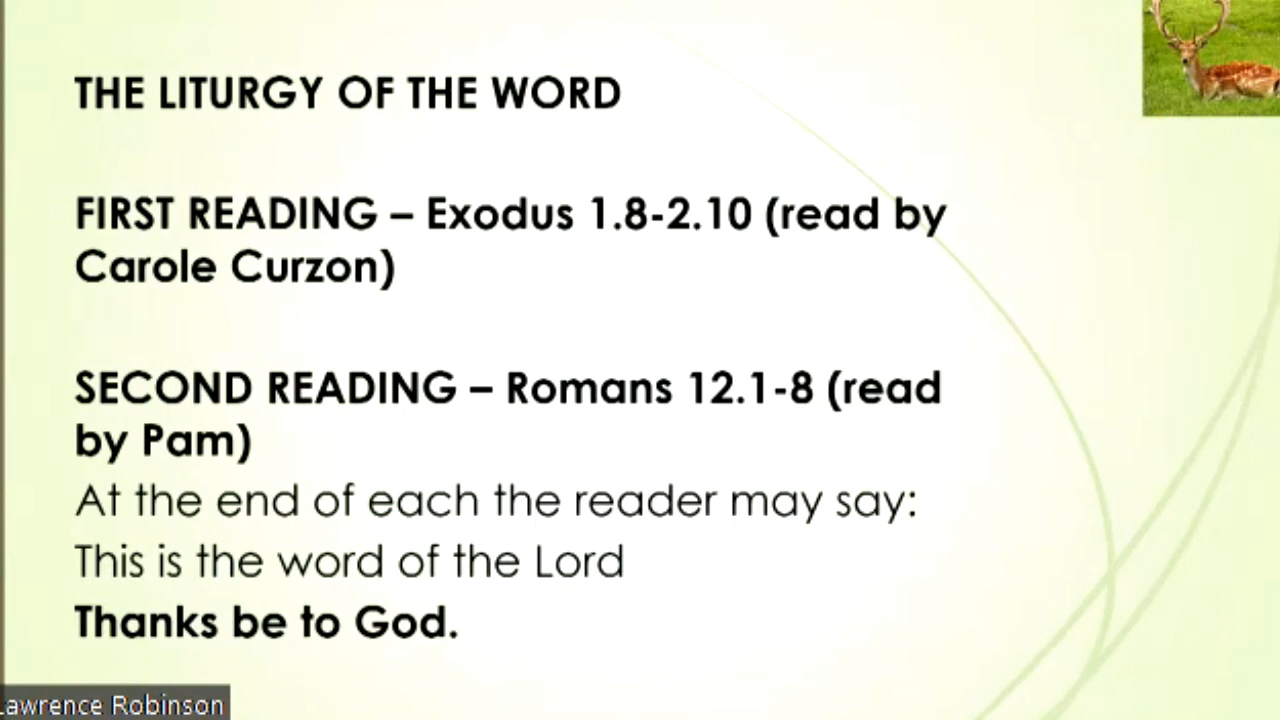 THE LITURGY OF THE WORD
FIRST READING – Exodus 1.8-2.10 (read by
Carole Curzon)
SECOND READING – Romans 12.1-8 (read
by Pam)
At the end of each the reader may say:
This is the word of the Lord
Thanks be to God.
Lawrence Robinson